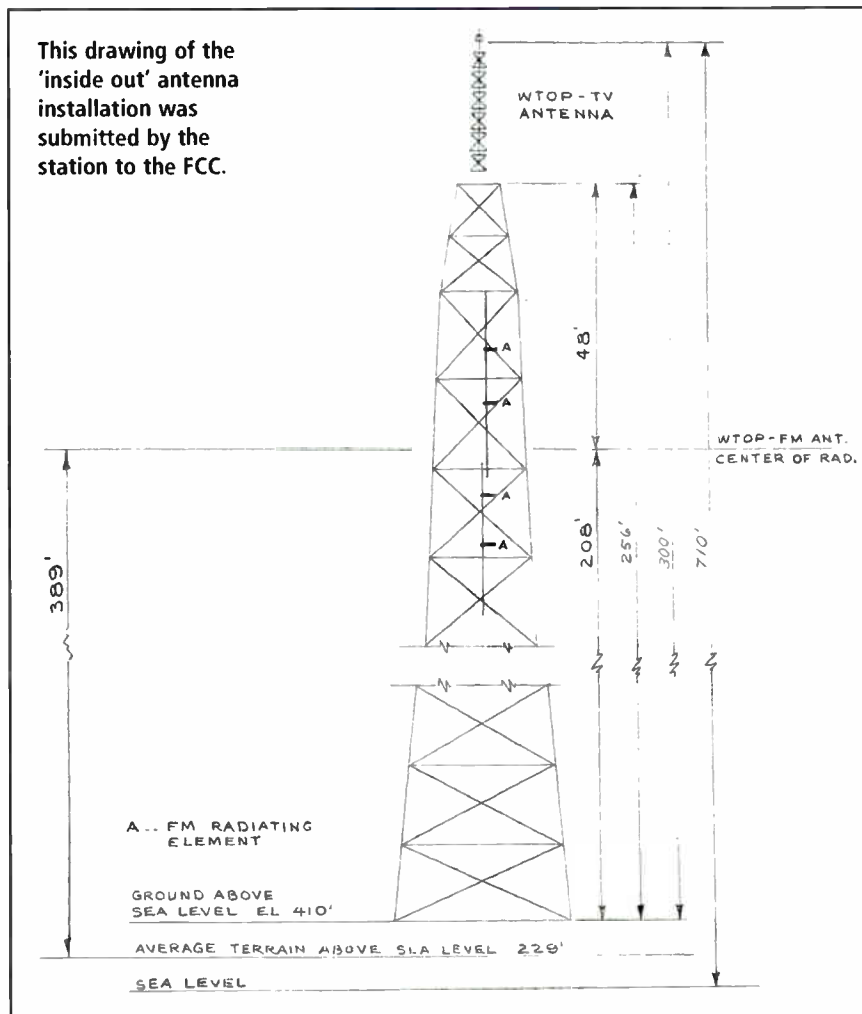 This drawing of the
'inside out' antenna
installation was
submitted by the
station to the FCC.
WTOP-TV
ANTENNA
48'
A
A
WTOP-FM ANT.
CENTER OF RAD.
A
A
389'
208'
256'
300'
710'
A -- FM RADIATING
ELEMENT
GROUND ABOVE
SEA LEVEL EL 410'
AVERAGE TERRAIN ABOVE SEA LEVEL 229'
SEA LEVEL